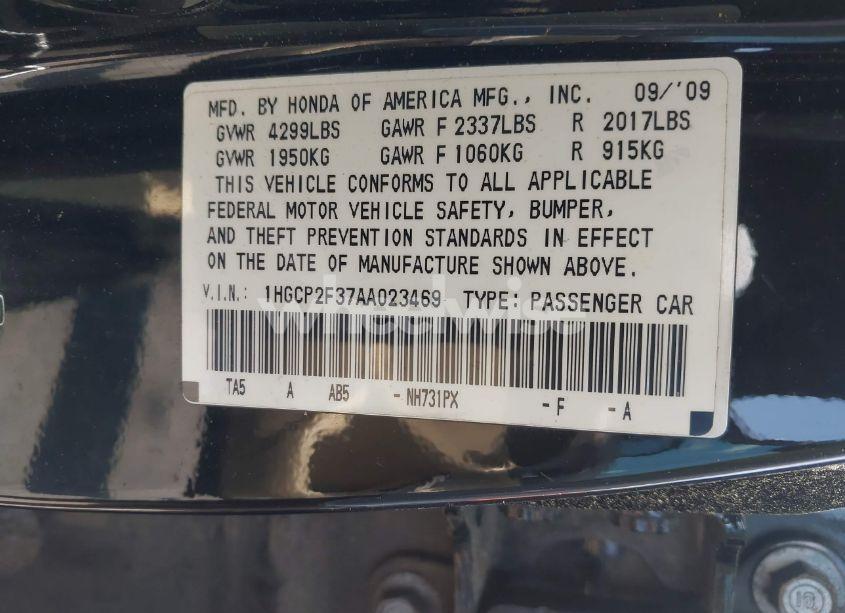 MFD. BY HONDA OF AMERICA MFG., INC. 09/'09
GVWR 4299LBS GAWR F 2337LBS R 2017LBS
GVWR 1950KG GAWR F 1060KG R 915KG
THIS VEHICLE CONFORMS TO ALL APPLICABLE
FEDERAL MOTOR VEHICLE SAFETY, BUMPER,
AND THEFT PREVENTION STANDARDS IN EFFECT
ON THE DATE OF MANUFACTURE SHOWN ABOVE.
V.I.N.: 1HGCP2F37AA023469 TYPE: PASSENGER CAR
wheelwise
TA5 A AB5 - NH731PX - F - A